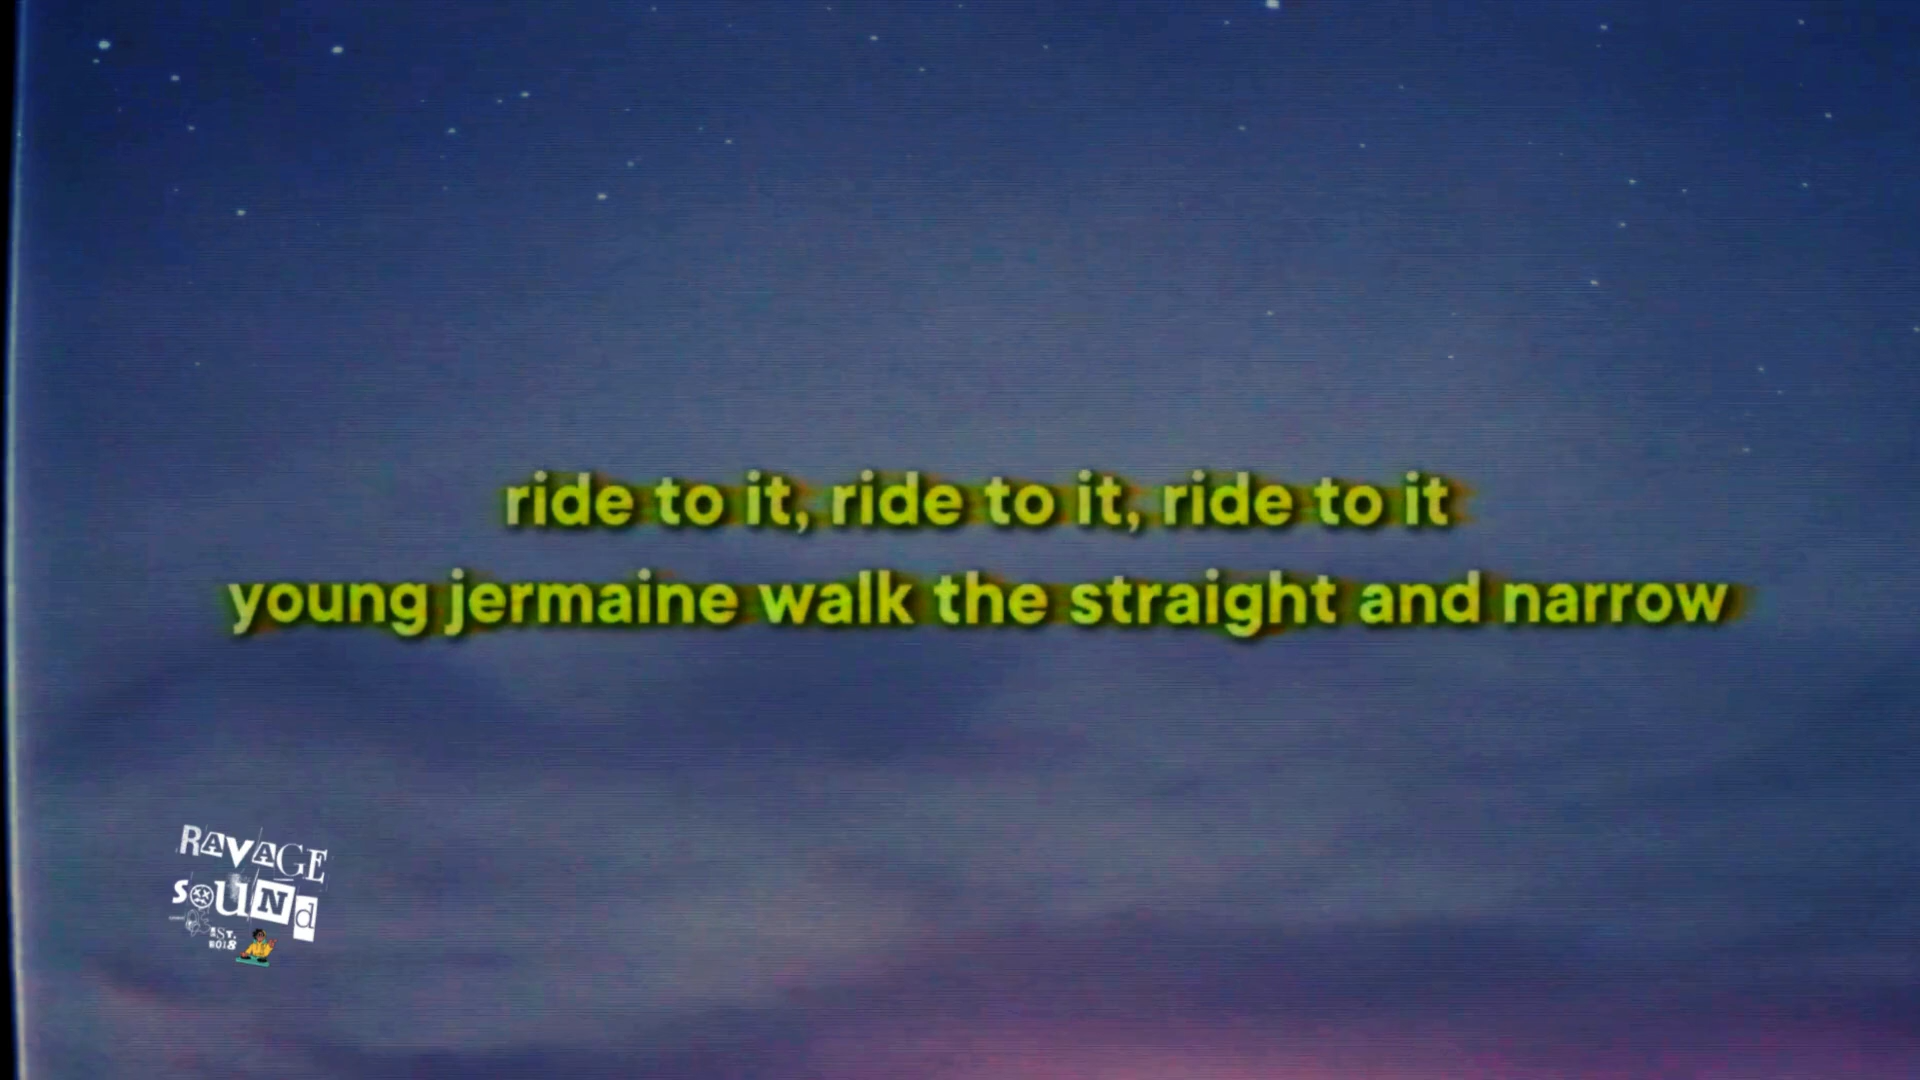 ride to it, ride to it, ride to it
young jermaine walk the straight and narrow
RAVAGE
SOUNd
EST.